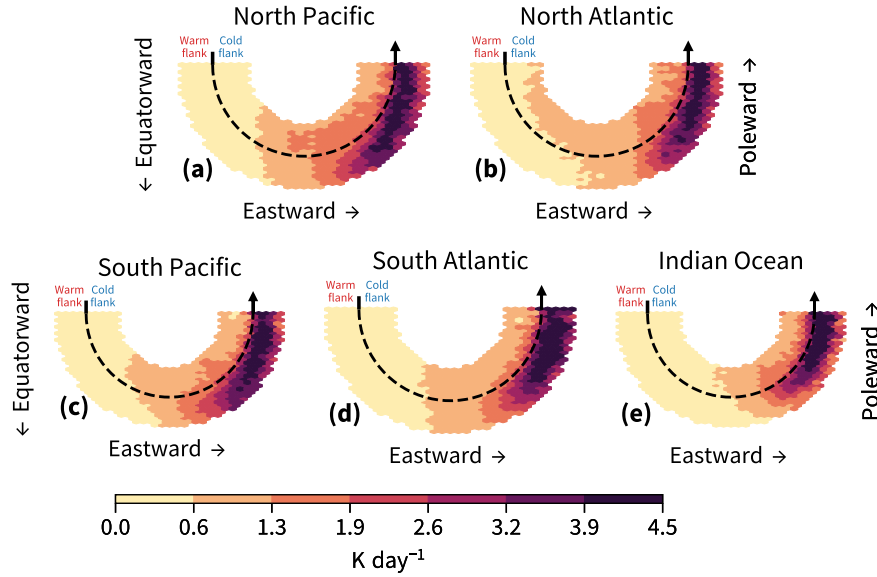 North Pacific
North Atlantic
Warm flank
Cold flank
Warm flank
Cold flank
← Equatorward
Poleward →
(a)
(b)
Eastward →
Eastward →
South Pacific
South Atlantic
Indian Ocean
Warm flank
Cold flank
Warm flank
Cold flank
Warm flank
Cold flank
← Equatorward
Poleward →
(c)
(d)
(e)
Eastward →
Eastward →
Eastward →
0.0 0.6 1.3 1.9 2.6 3.2 3.9 4.5
K day⁻¹